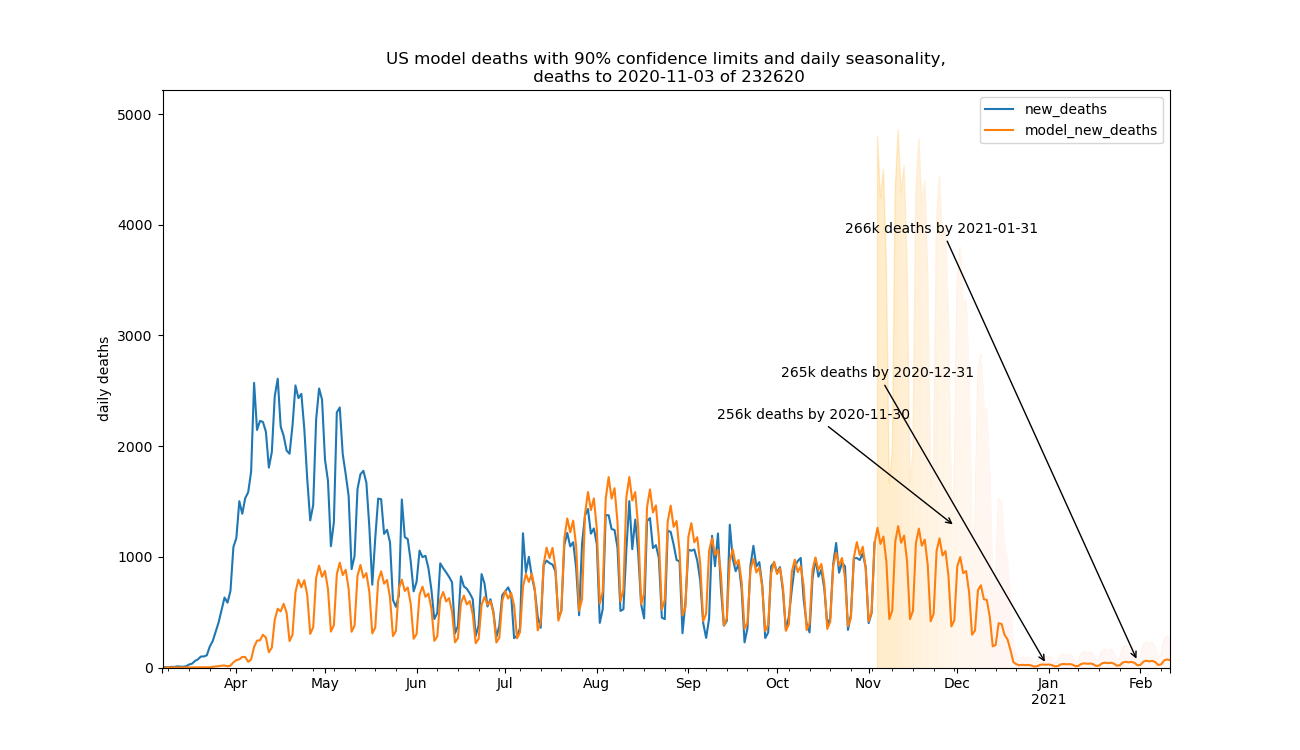 US model deaths with 90% confidence limits and daily seasonality,
deaths to 2020-11-03 of 232620
new_deaths
model_new_deaths
daily deaths
5000
4000
3000
2000
1000
0
266k deaths by 2021-01-31
265k deaths by 2020-12-31
256k deaths by 2020-11-30
Apr May Jun Jul Aug Sep Oct Nov Dec Jan Feb
2021